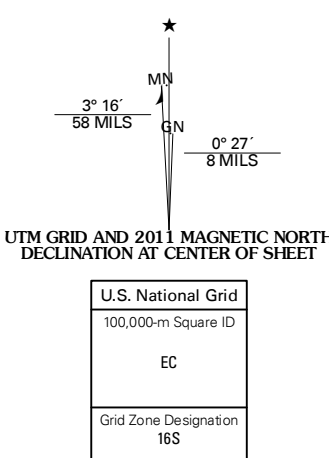 ★
MN
3° 16´
58 MILS
GN
0° 27´
8 MILS
UTM GRID AND 2011 MAGNETIC NORTH
DECLINATION AT CENTER OF SHEET
U.S. National Grid
100,000-m Square ID
EC
Grid Zone Designation
16S